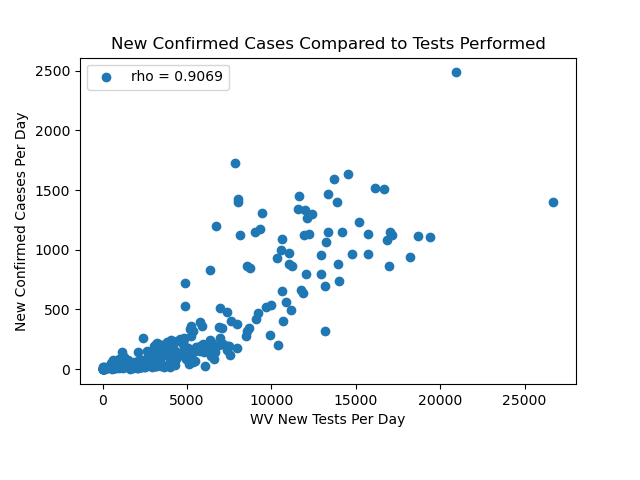 New Confirmed Cases Compared to Tests Performed
rho = 0.9069
2500
2000
1500
1000
500
0
New Confirmed Caeses Per Day
0 5000 10000 15000 20000 25000
WV New Tests Per Day